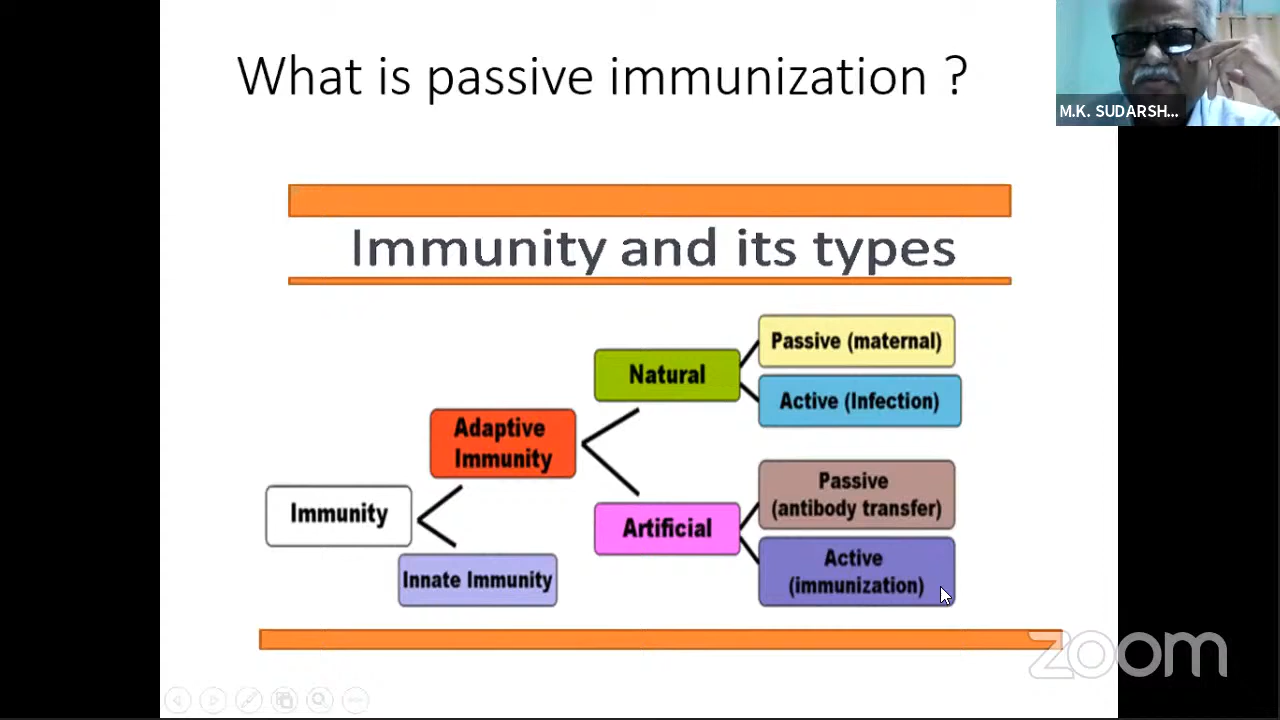 What is passive immunization ?
M.K. SUDARSH...
Immunity and its types
Passive (maternal)
Natural
Active (Infection)
Adaptive
Immunity
Passive
(antibody transfer)
Immunity
Artificial
Active
(immunization)
Innate Immunity
zoom